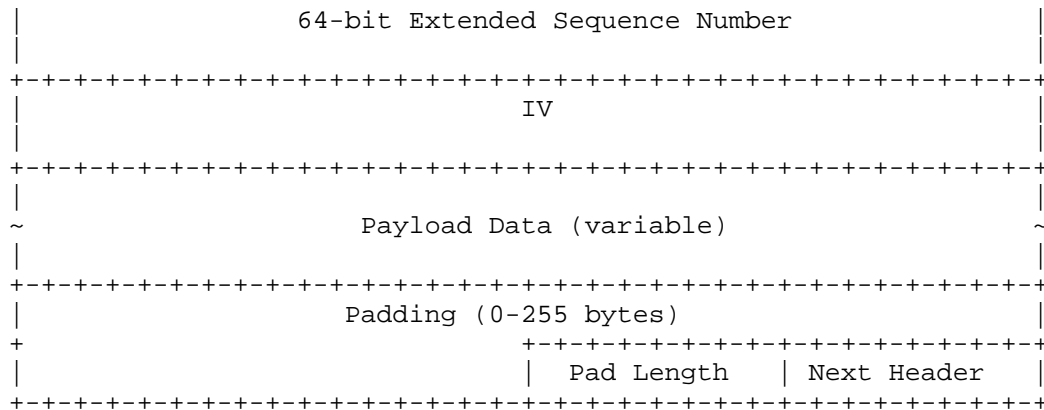 |                 64-bit Extended Sequence Number               |
|                                                               |
+-+-+-+-+-+-+-+-+-+-+-+-+-+-+-+-+-+-+-+-+-+-+-+-+-+-+-+-+-+-+-+-+
|                               IV                              |
|                                                               |
+-+-+-+-+-+-+-+-+-+-+-+-+-+-+-+-+-+-+-+-+-+-+-+-+-+-+-+-+-+-+-+-+
|                                                               |
~                     Payload Data (variable)                   ~
|                                                               |
+-+-+-+-+-+-+-+-+-+-+-+-+-+-+-+-+-+-+-+-+-+-+-+-+-+-+-+-+-+-+-+-+
|                    Padding (0-255 bytes)                      |
+                               +-+-+-+-+-+-+-+-+-+-+-+-+-+-+-+-+
|                               |  Pad Length   | Next Header   |
+-+-+-+-+-+-+-+-+-+-+-+-+-+-+-+-+-+-+-+-+-+-+-+-+-+-+-+-+-+-+-+-+